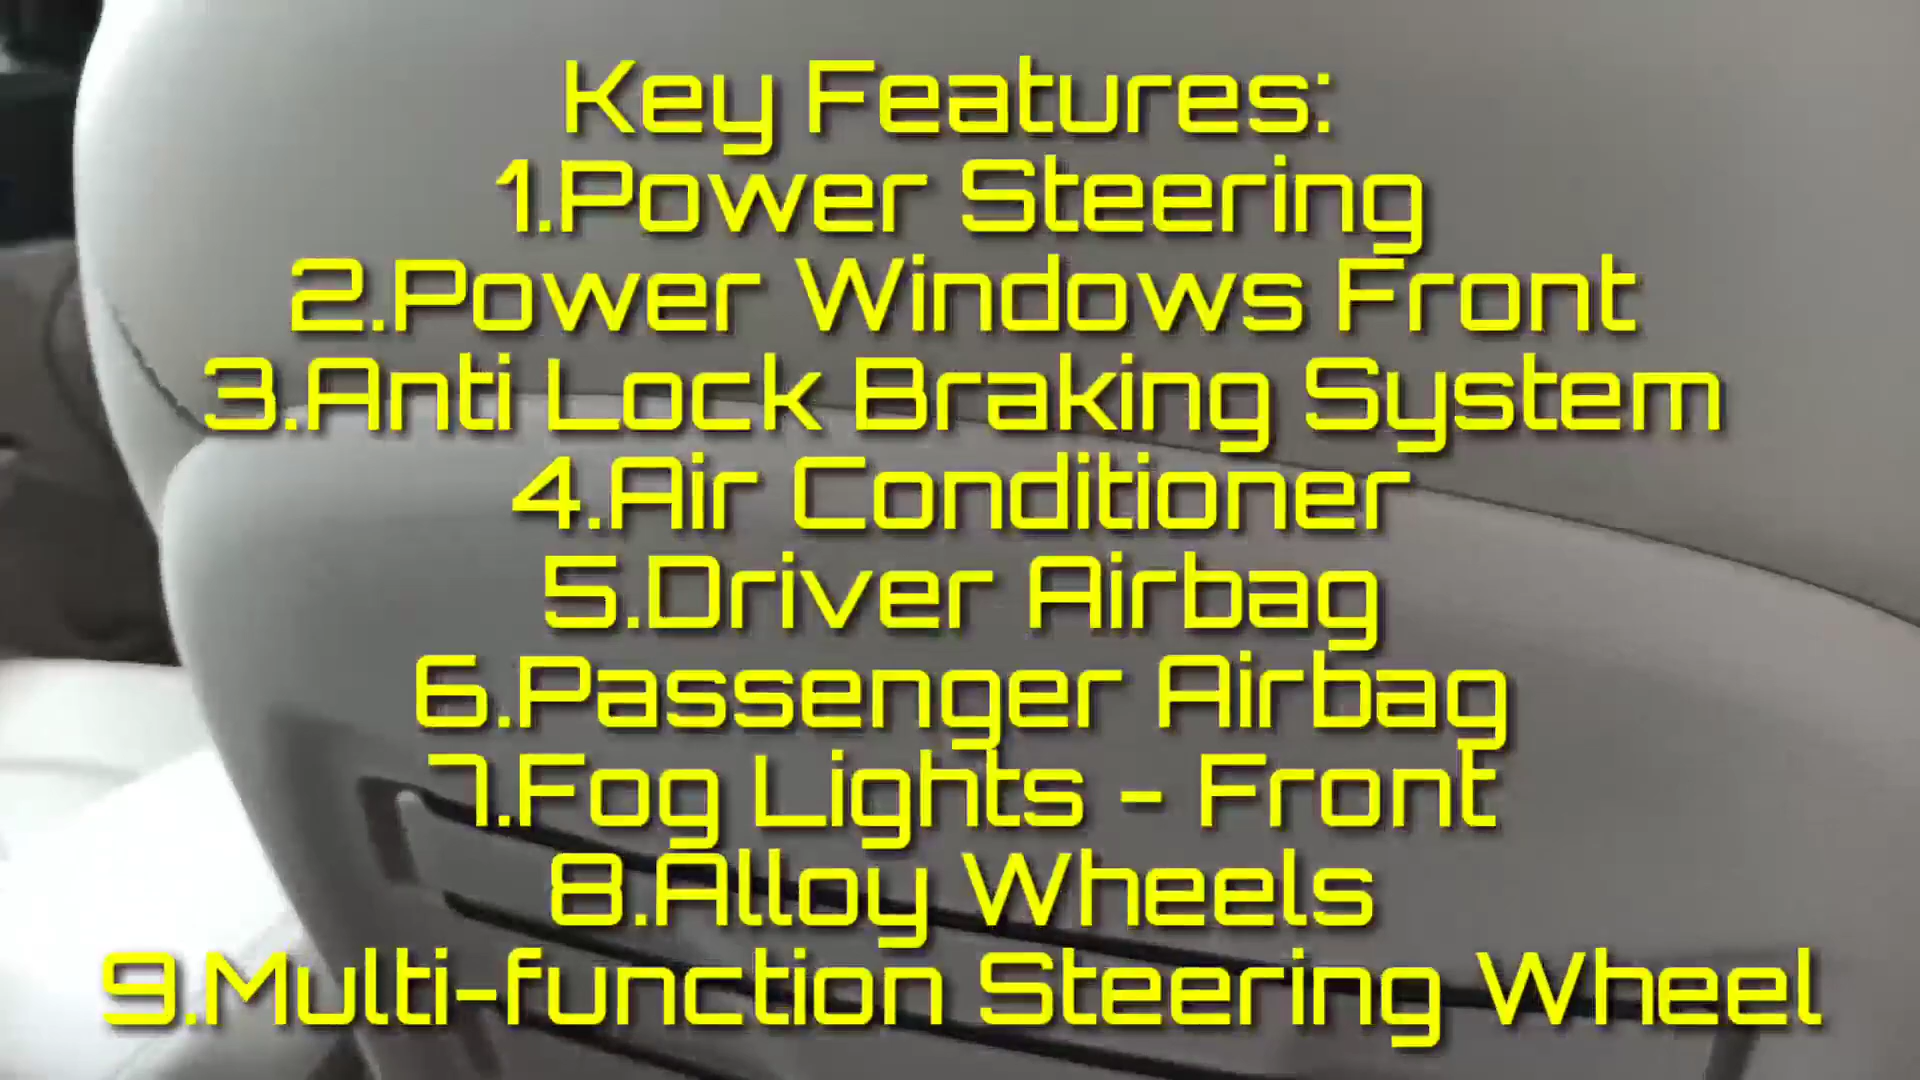 Key Features:
1.Power Steering
2.Power Windows Front
3.Anti Lock Braking System
4.Air Conditioner
5.Driver Airbag
6.Passenger Airbag
7.Fog Lights - Front
8.Alloy Wheels
9.Multi-function Steering Wheel